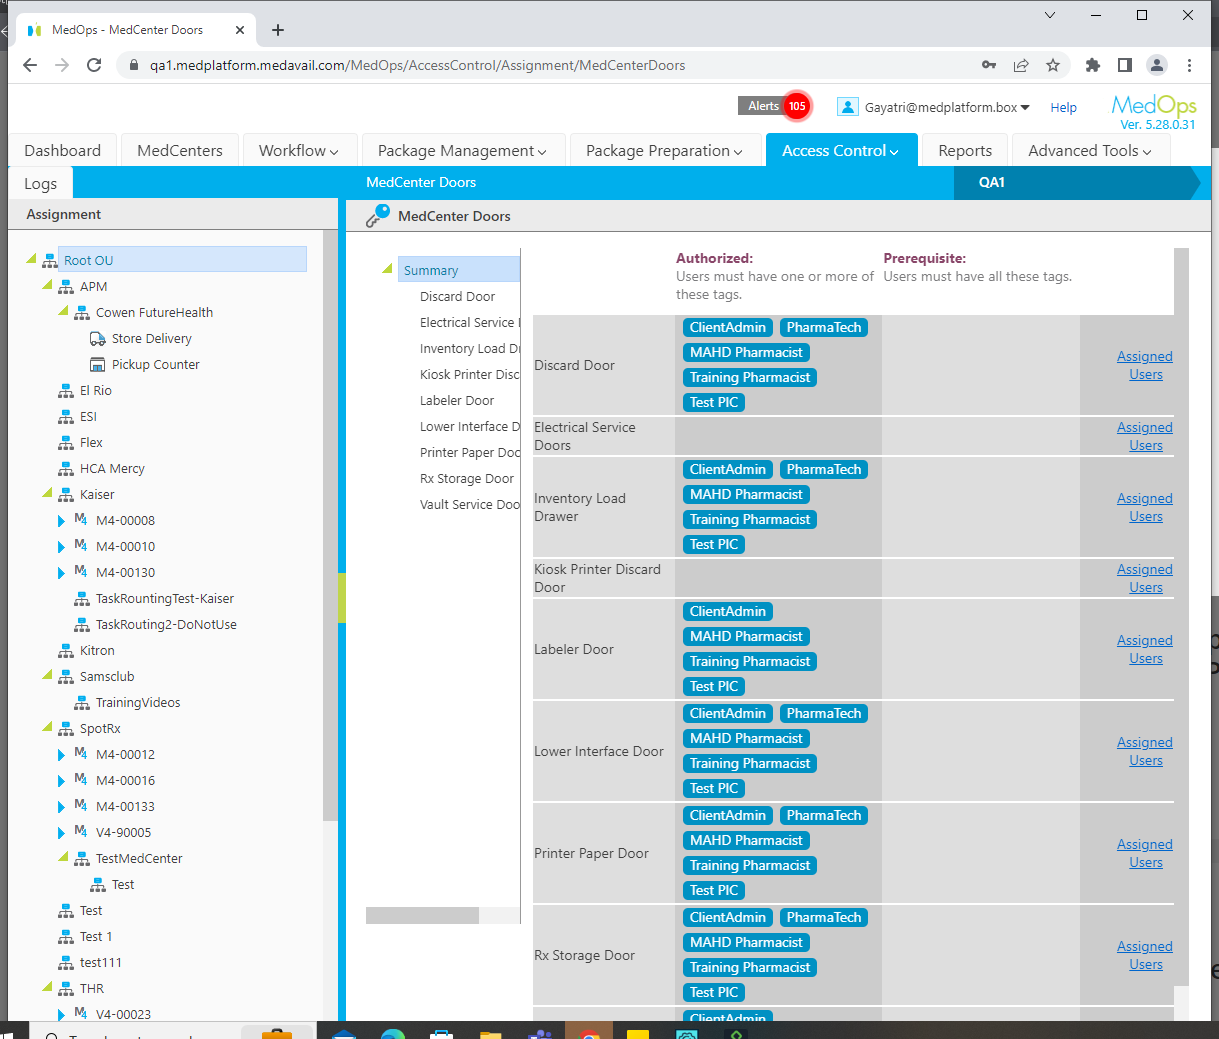 MedOps - MedCenter Doors
qa1.medplatform.medavail.com/MedOps/AccessControl/Assignment/MedCenterDoors
Alerts 105
Gayatri@medplatform.box
Help
MedOps
Ver. 5.28.0.31
Dashboard
MedCenters
Workflow
Package Management
Package Preparation
Access Control
Reports
Advanced Tools
Logs
MedCenter Doors
QA1
Assignment
MedCenter Doors
Root OU
APM
Cowen FutureHealth
Store Delivery
Pickup Counter
El Rio
ESI
Flex
HCA Mercy
Kaiser
M4-00008
M4-00010
M4-00130
TaskRountingTest-Kaiser
TaskRouting2-DoNotUse
Kitron
Samsclub
TrainingVideos
SpotRx
M4-00012
M4-00016
M4-00133
V4-90005
TestMedCenter
Test
Test
Test 1
test111
THR
V4-00023
Summary
Discard Door
Electrical Service
Inventory Load D
Kiosk Printer Disc
Labeler Door
Lower Interface D
Printer Paper Doo
Rx Storage Door
Vault Service Doo
Authorized:
Users must have one or more of
these tags.
Prerequisite:
Users must have all these tags.
Discard Door
ClientAdmin PharmaTech
MAHD Pharmacist
Training Pharmacist
Test PIC
Assigned
Users
Electrical Service
Doors
Assigned
Users
Inventory Load
Drawer
ClientAdmin PharmaTech
MAHD Pharmacist
Training Pharmacist
Test PIC
Assigned
Users
Kiosk Printer Discard
Door
Assigned
Users
Labeler Door
ClientAdmin
MAHD Pharmacist
Training Pharmacist
Test PIC
Assigned
Users
Lower Interface Door
ClientAdmin PharmaTech
MAHD Pharmacist
Training Pharmacist
Test PIC
Assigned
Users
Printer Paper Door
ClientAdmin PharmaTech
MAHD Pharmacist
Training Pharmacist
Test PIC
Assigned
Users
Rx Storage Door
ClientAdmin PharmaTech
MAHD Pharmacist
Training Pharmacist
Test PIC
Assigned
Users
ClientAdmin